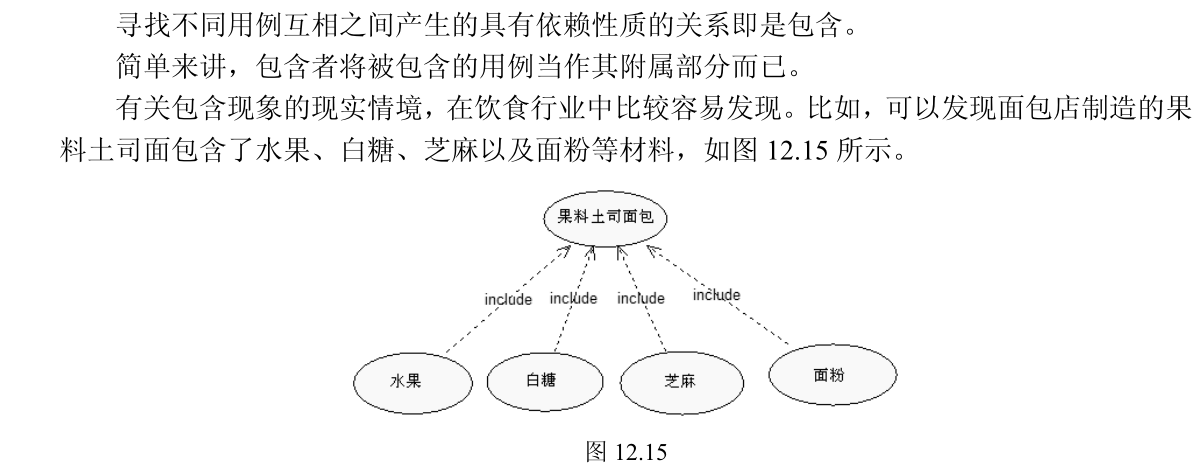 寻找不同用例互相之间产生的具有依赖性质的关系即是包含。
简单来讲，包含者将被包含的用例当作其附属部分而已。
有关包含现象的现实情境，在饮食行业中比较容易发现。比如，可以发现面包店制造的果
料土司面包含了水果、白糖、芝麻以及面粉等材料，如图 12.15 所示。
果料土司面包
include include include include
水果 白糖 芝麻 面粉
图 12.15